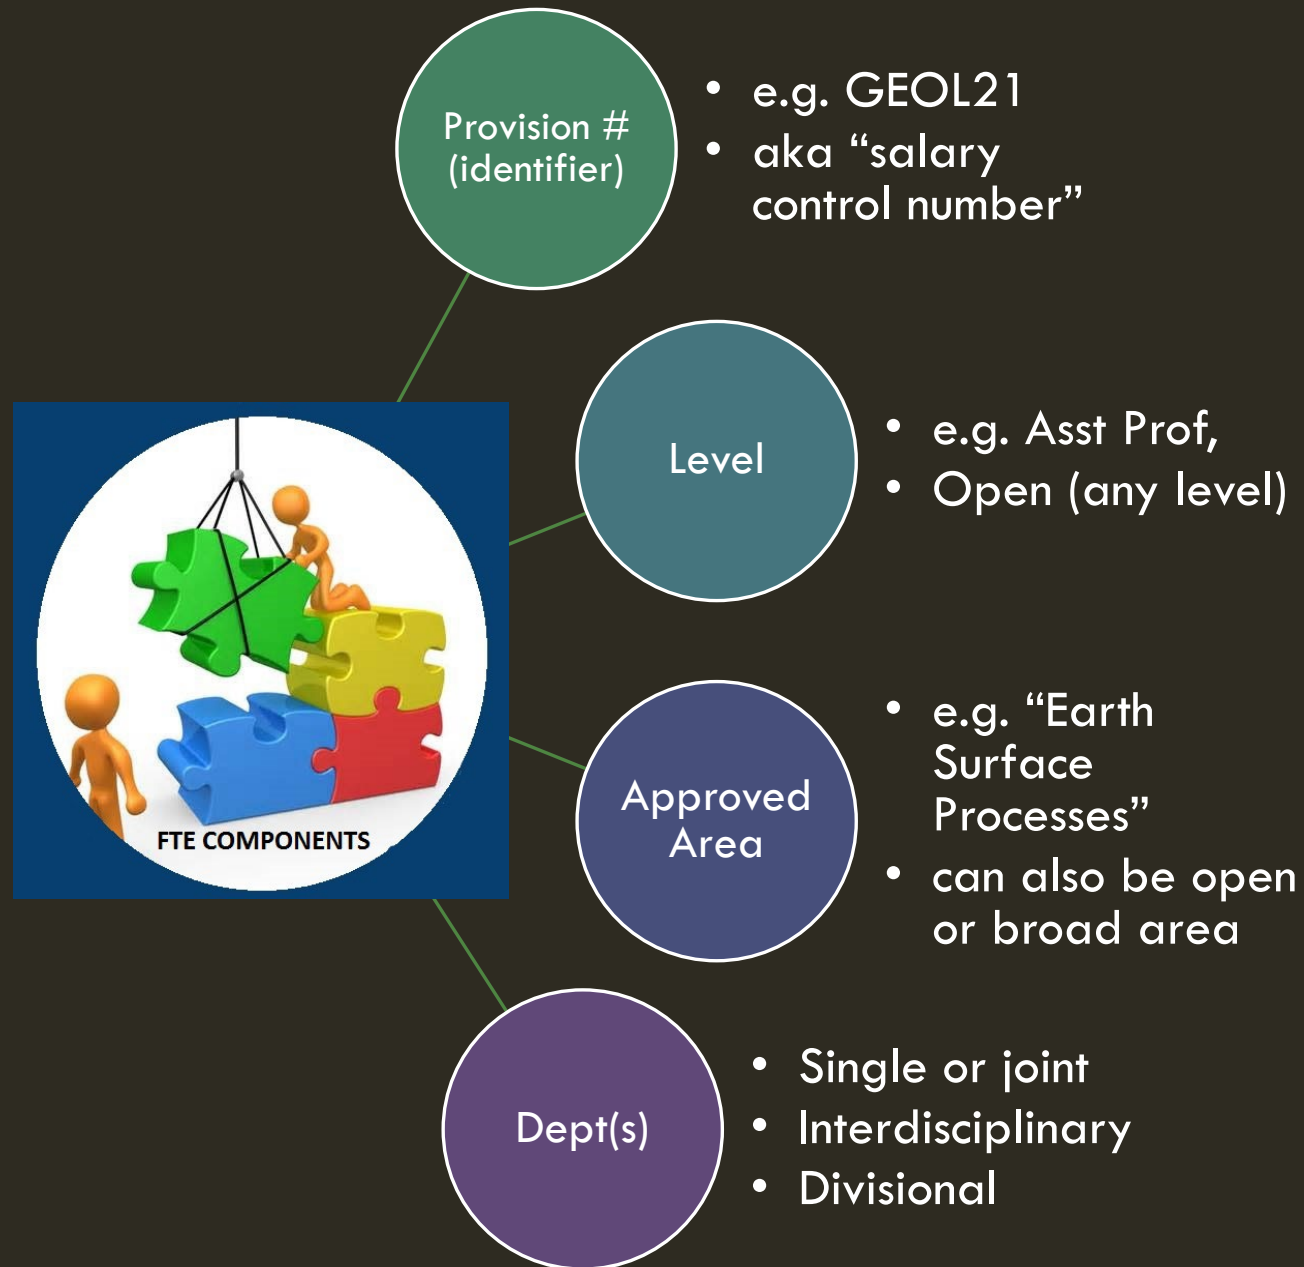 Provision #
(identifier)
• e.g. GEOL21
• aka “salary
control number”
Level
• e.g. Asst Prof,
• Open (any level)
FTE COMPONENTS
Approved
Area
• e.g. “Earth
Surface
Processes”
• can also be open
or broad area
Dept(s)
• Single or joint
• Interdisciplinary
• Divisional